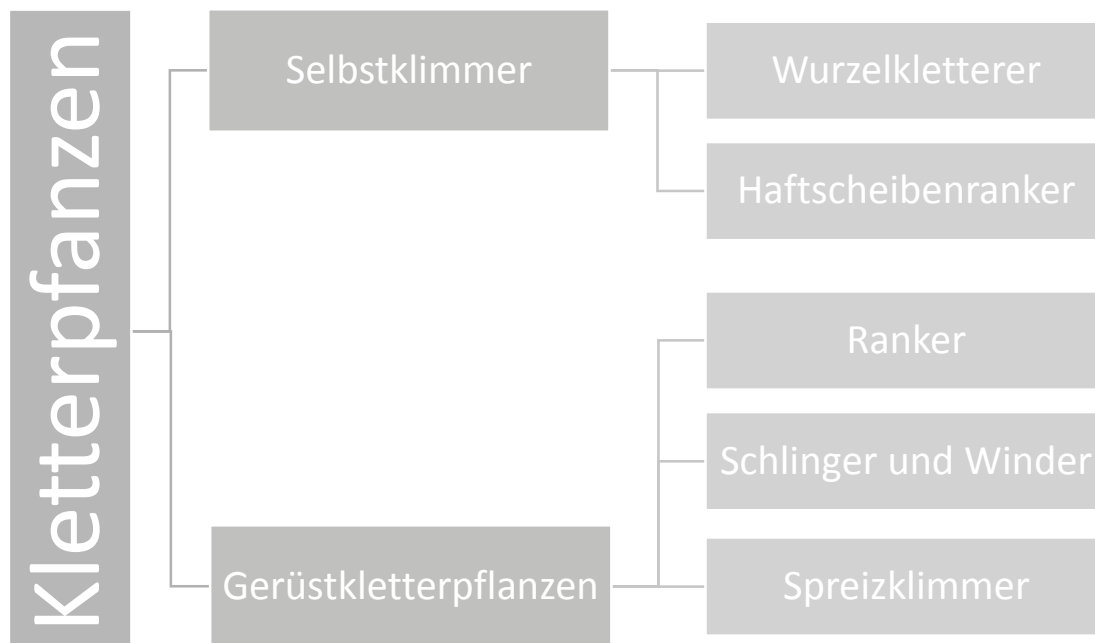 Kletterpfanzen
Selbstklimmer
Wurzelkletterer
Haftscheibenranker
Gerüstkletterpflanzen
Ranker
Schlinger und Winder
Spreizklimmer